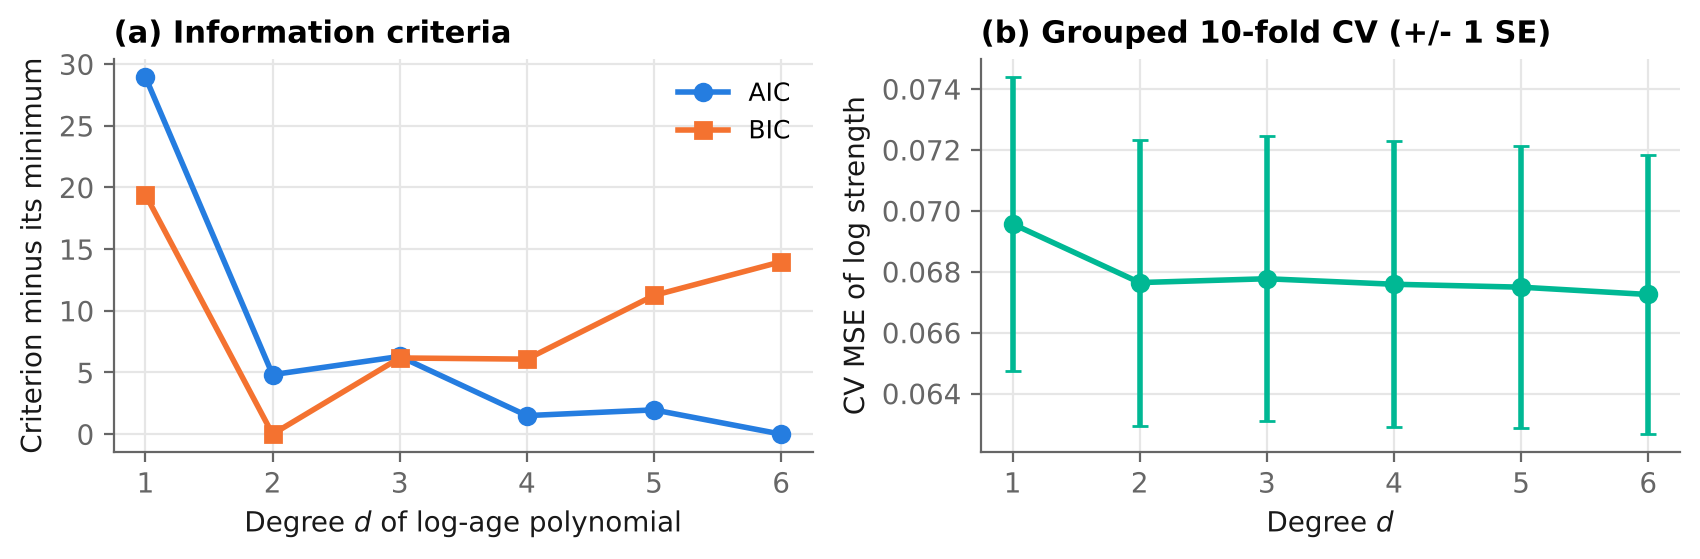 (a) Information criteria
Criterion minus its minimum
30
25
20
15
10
5
0
AIC
BIC
1 2 3 4 5 6
Degree d of log-age polynomial
(b) Grouped 10-fold CV (+/- 1 SE)
CV MSE of log strength
0.074
0.072
0.070
0.068
0.066
0.064
1 2 3 4 5 6
Degree d